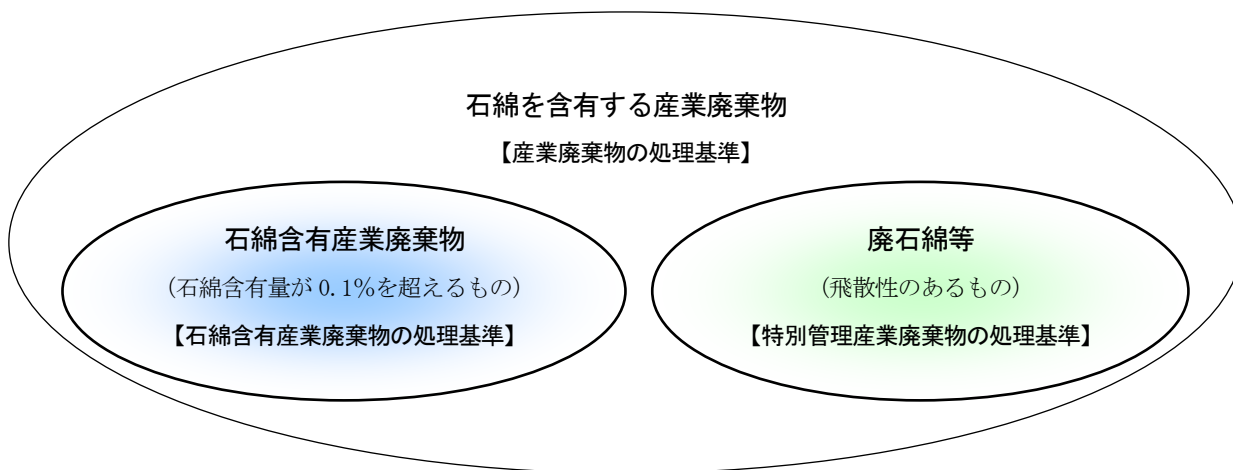 石綿を含有する産業廃棄物
【産業廃棄物の処理基準】
石綿含有産業廃棄物
(石綿含有量が 0.1%を超えるもの)
【石綿含有産業廃棄物の処理基準】
廃石綿等
(飛散性のあるもの)
【特別管理産業廃棄物の処理基準】